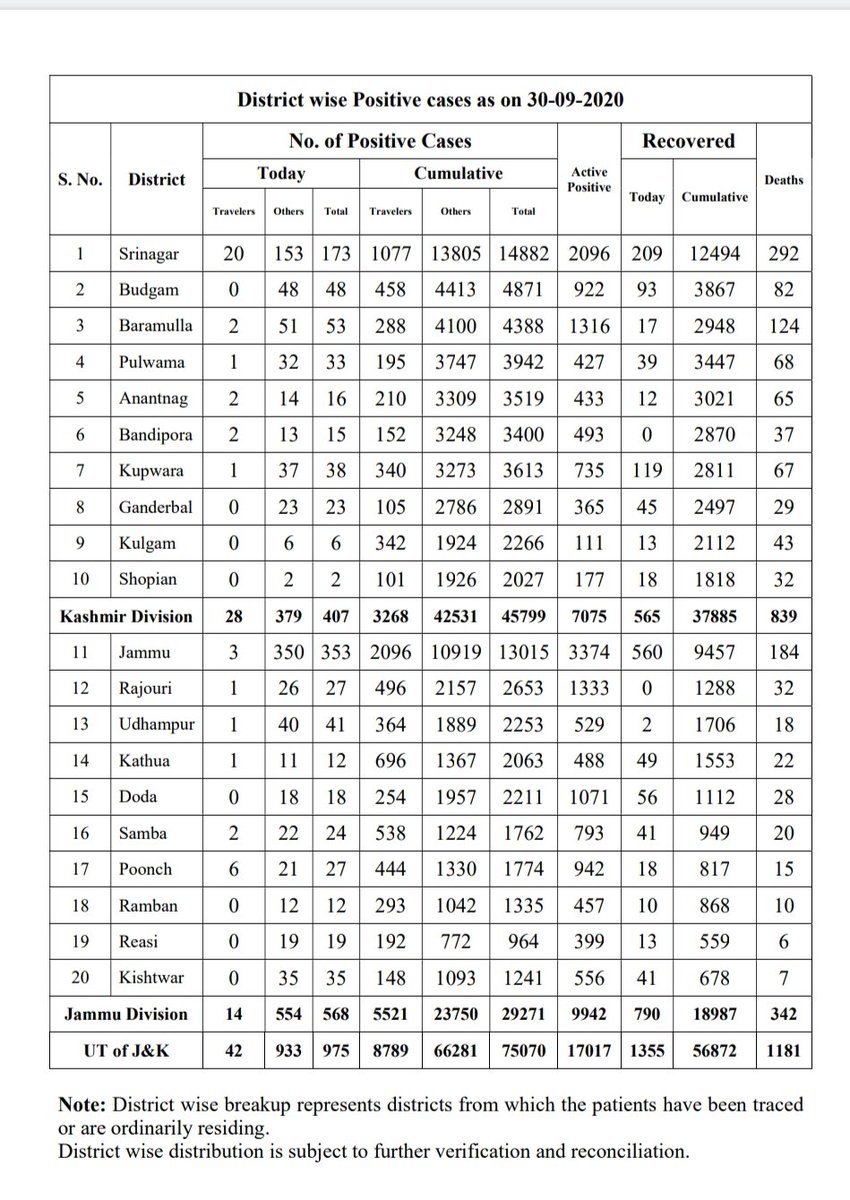 District wise Positive cases as on 30-09-2020
S. No. District No. of Positive Cases Active Positive Recovered Deaths
Today Cumulative Today Cumulative
Travelers Others Total Travelers Others Total
1 Srinagar 20 153 173 1077 13805 14882 2096 209 12494 292
2 Budgam 0 48 48 458 4413 4871 922 93 3867 82
3 Baramulla 2 51 53 288 4100 4388 1316 17 2948 124
4 Pulwama 1 32 33 195 3747 3942 427 39 3447 68
5 Anantnag 2 14 16 210 3309 3519 433 12 3021 65
6 Bandipora 2 13 15 152 3248 3400 493 0 2870 37
7 Kupwara 1 37 38 340 3273 3613 735 119 2811 67
8 Ganderbal 0 23 23 105 2786 2891 365 45 2497 29
9 Kulgam 0 6 6 342 1924 2266 111 13 2112 43
10 Shopian 0 2 2 101 1926 2027 177 18 1818 32
Kashmir Division 28 379 407 3268 42531 45799 7075 565 37885 839
11 Jammu 3 350 353 2096 10919 13015 3374 560 9457 184
12 Rajouri 1 26 27 496 2157 2653 1333 0 1288 32
13 Udhampur 1 40 41 364 1889 2253 529 2 1706 18
14 Kathua 1 11 12 696 1367 2063 488 49 1553 22
15 Doda 0 18 18 254 1957 2211 1071 56 1112 28
16 Samba 2 22 24 538 1224 1762 793 41 949 20
17 Poonch 6 21 27 444 1330 1774 942 18 817 15
18 Ramban 0 12 12 293 1042 1335 457 10 868 10
19 Reasi 0 19 19 192 772 964 399 13 559 6
20 Kishtwar 0 35 35 148 1093 1241 556 41 678 7
Jammu Division 14 554 568 5521 23750 29271 9942 790 18987 342
UT of J&K 42 933 975 8789 66281 75070 17017 1355 56872 1181
Note: District wise breakup represents districts from which the patients have been traced
or are ordinarily residing.
District wise distribution is subject to further verification and reconciliation.